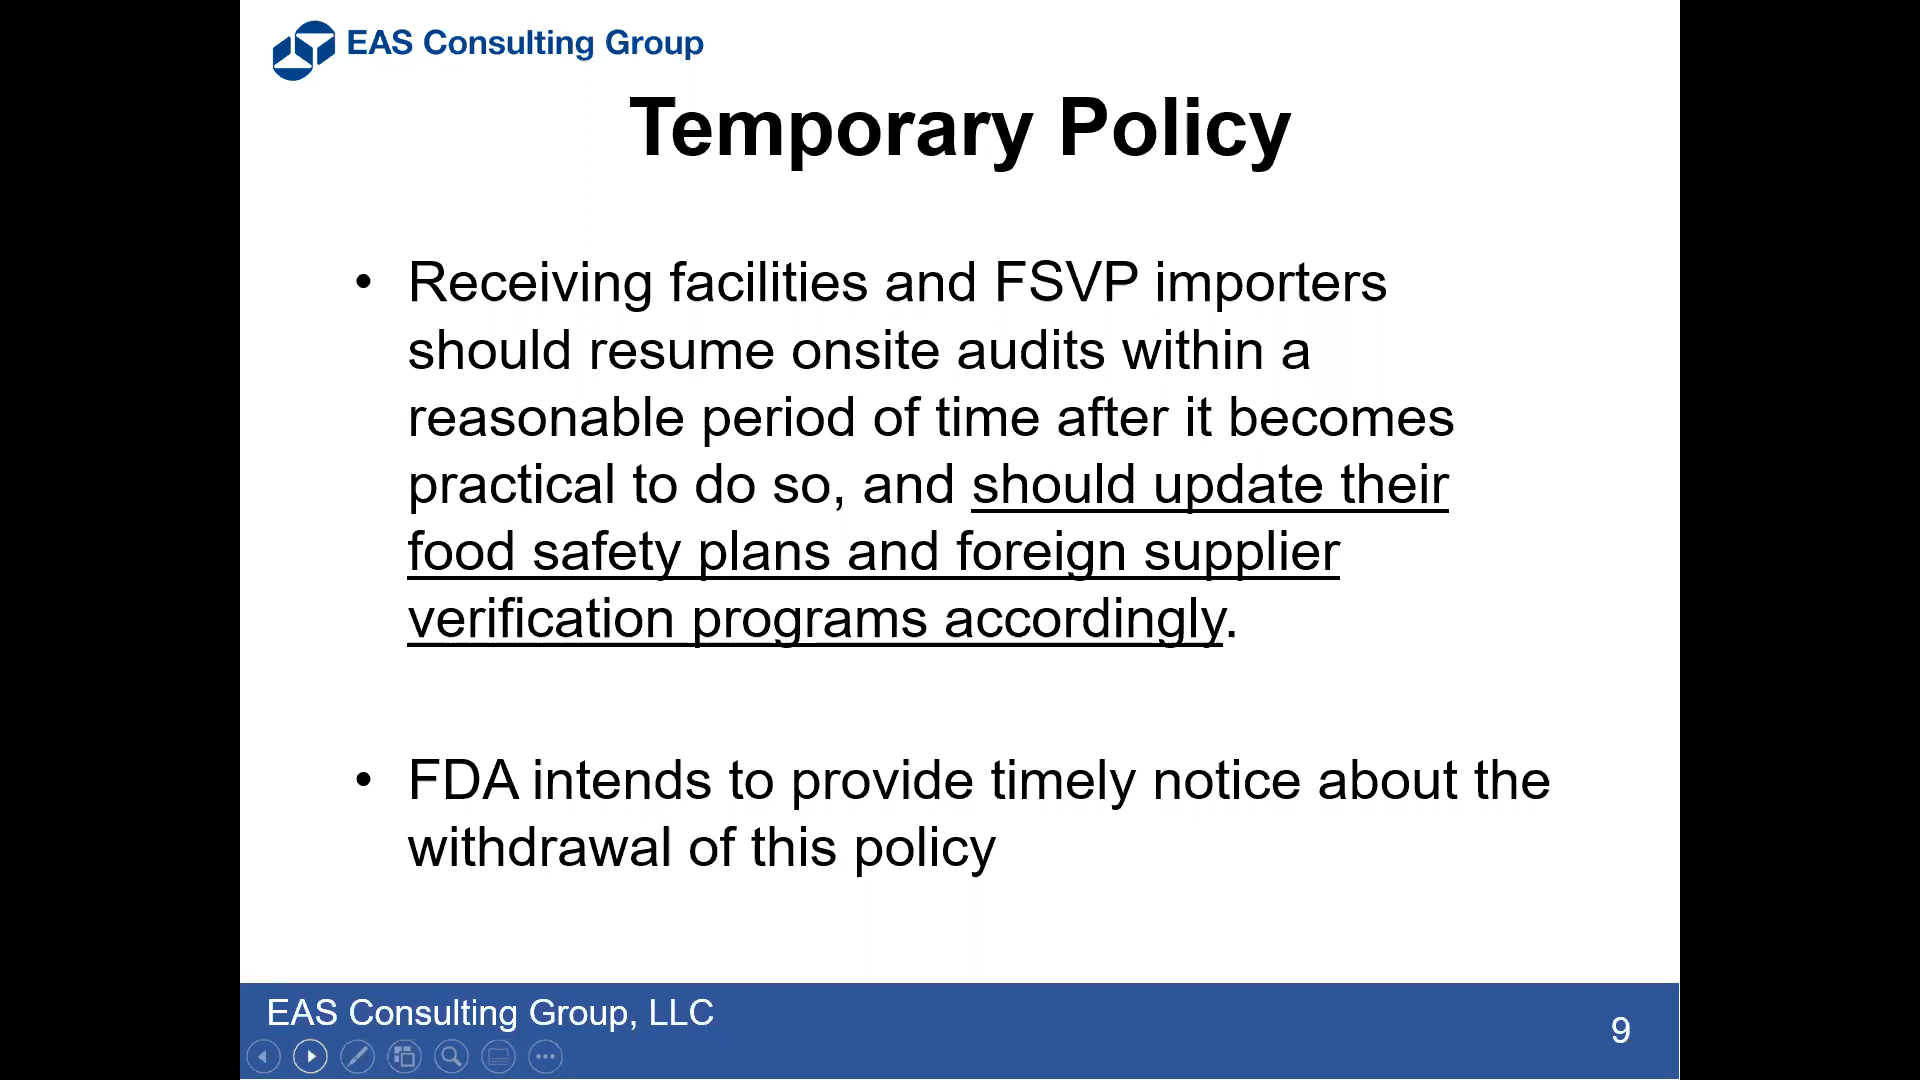 EAS Consulting Group
Temporary Policy
• Receiving facilities and FSVP importers
should resume onsite audits within a
reasonable period of time after it becomes
practical to do so, and should update their
food safety plans and foreign supplier
verification programs accordingly.
• FDA intends to provide timely notice about the
withdrawal of this policy
EAS Consulting Group, LLC
9